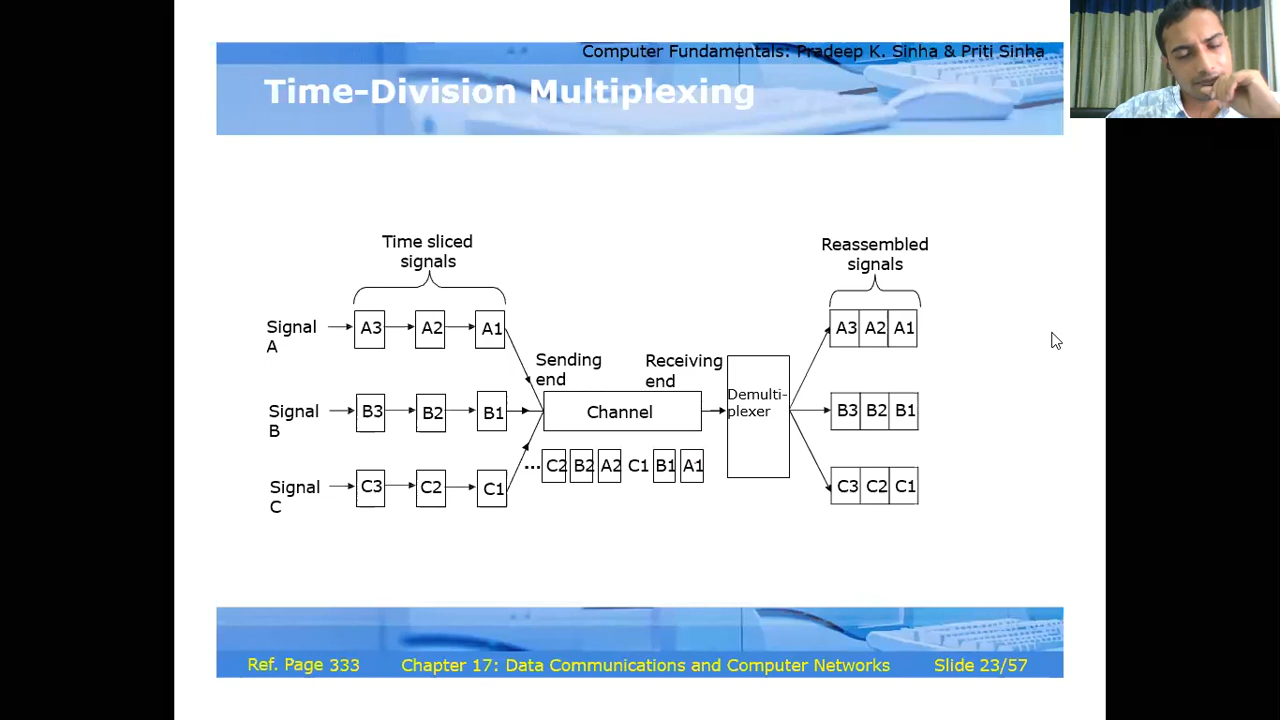 Computer Fundamentals: Pradeep K. Sinha & Priti Sinha
Time-Division Multiplexing
Time sliced
signals
Reassembled
signals
Signal
A
A3
A2
A1
A3 A2 A1
Sending
end
Receiving
end
Signal
B
B3
B2
B1
Channel
Demulti-
plexer
B3 B2 B1
... C2 B2 A2 C1 B1 A1
Signal
C
C3
C2
C1
C3 C2 C1
Ref. Page 333
Chapter 17: Data Communications and Computer Networks
Slide 23/57